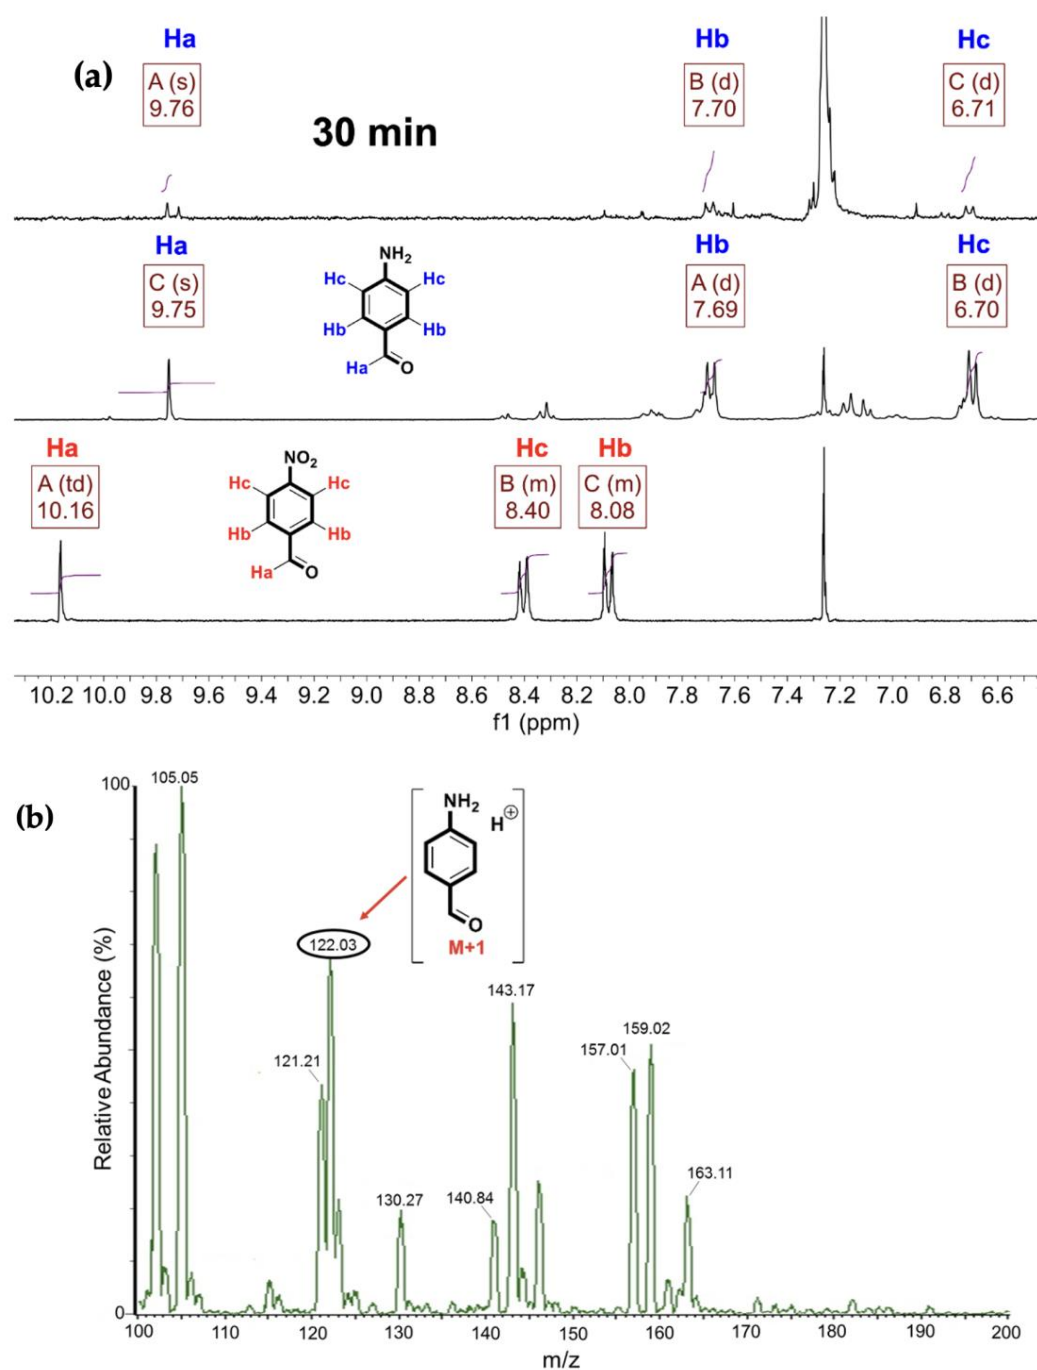 (a)
Ha
Hb
Hc
A (s)
9.76
B (d)
7.70
C (d)
6.71
30 min
Ha
Hb
Hc
C (s)
9.75
A (d)
7.69
B (d)
6.70
NH2
Hc
Hc
Hb
Hb
Ha
O
Ha
Hc
Hb
A (td)
10.16
B (m)
8.40
C (m)
8.08
NO2
Hc
Hc
Hb
Hb
Ha
O
10.2 10.0 9.8 9.6 9.4 9.2 9.0 8.8 8.6 8.4 8.2 8.0 7.8 7.6 7.4 7.2 7.0 6.8 6.6
f1 (ppm)
(b)
100
105.05
NH2
H⊕
O
M+1
122.03
121.21
130.27
140.84
143.17
157.01
159.02
163.11
Relative Abundance (%)
0
100 110 120 130 140 150 160 170 180 190 200
m/z